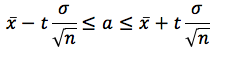 x̄ − t σ/√n ≤ a ≤ x̄ + t σ/√n